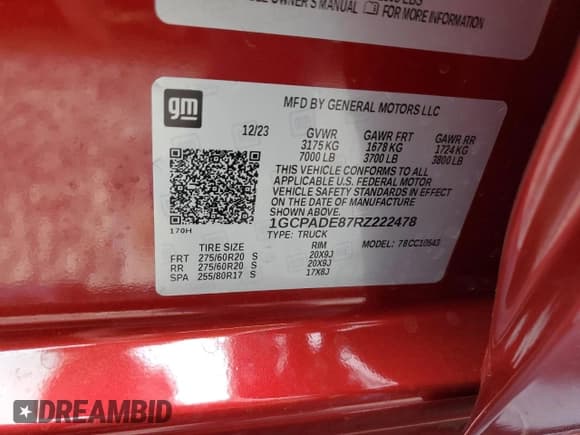 OWNER'S MANUAL FOR MORE INFORMATION
gm
MFD BY GENERAL MOTORS LLC
12/23 GVWR GAWR FRT GAWR RR
3175 KG 1678 KG 1724 KG
7000 LB 3700 LB 3800 LB
THIS VEHICLE CONFORMS TO ALL
APPLICABLE U.S. FEDERAL MOTOR
VEHICLE SAFETY STANDARDS IN EFFECT
ON THE DATE OF MANUFACTURE
SHOWN ABOVE.
170H
1GCPADE87RZ222478
TYPE: TRUCK MODEL: 78CC10543
TIRE SIZE RIM
FRT 275/60R20 S 20X9J
RR 275/60R20 S 20X9J
SPA 255/80R17 S 17X8J
DREAMBID